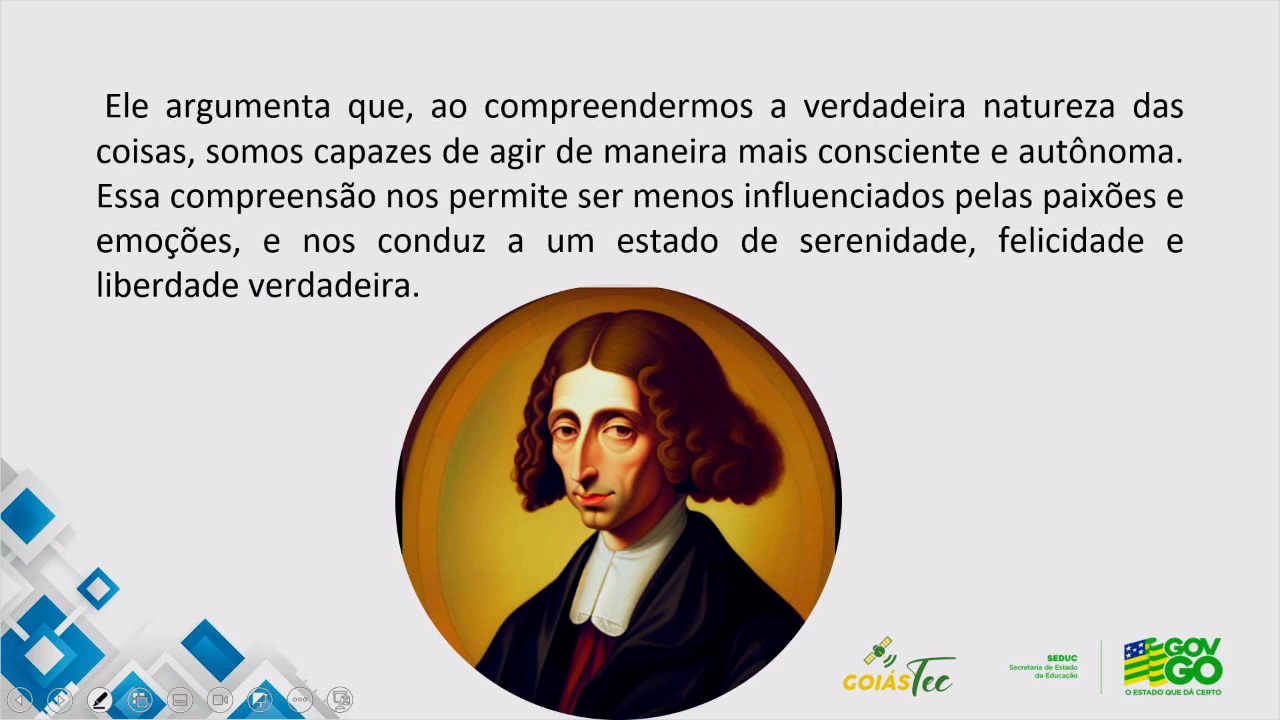 Ele argumenta que, ao compreendermos a verdadeira natureza das
coisas, somos capazes de agir de maneira mais consciente e autônoma.
Essa compreensão nos permite ser menos influenciados pelas paixões e
emoções, e nos conduz a um estado de serenidade, felicidade e
liberdade verdadeira.
GOIÁSTec
SEDUC
Secretaria de Estado
da Educação
GOV
GO
O ESTADO QUE DÁ CERTO